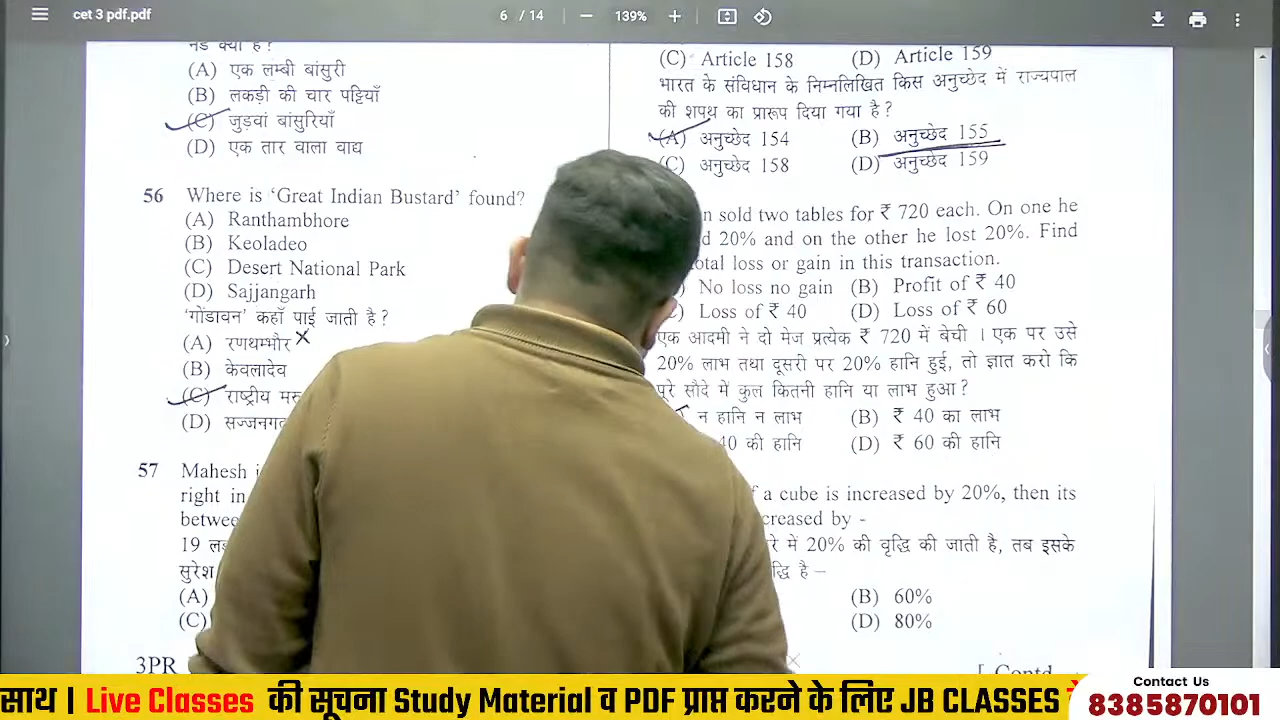 cet 3 pdf.pdf
6 / 14
139%
नड क्या है ?
(A) एक लम्बी बांसुरी
(B) लकड़ी की चार पट्टियाँ
(C) जुड़वां बांसुरियाँ
(D) एक तार वाला वाद्य
56 Where is ‘Great Indian Bustard’ found?
(A) Ranthambhore
(B) Keoladeo
(C) Desert National Park
(D) Sajjangarh
‘गोडावन’ कहाँ पाई जाती है ?
(A) रणथम्भौर
(B) केवलादेव
(C) राष्ट्रीय
(D)
57 Mahesh
right in
19
सुरेश
(A)
(C)
3PR
(C) Article 158 (D) Article 159
भारत के संविधान के निम्नलिखित किस अनुच्छेद में राज्यपाल
की शपथ का प्रारूप दिया गया है ?
(A) अनुच्छेद 154 (B) अनुच्छेद 155
(C) अनुच्छेद 158 (D) अनुच्छेद 159
sold two tables for ₹ 720 each. On one he
20% and on the other he lost 20%. Find
loss or gain in this transaction.
No loss no gain (B) Profit of ₹ 40
Loss of ₹ 40 (D) Loss of ₹ 60
एक आदमी ने दो मेज प्रत्येक ₹ 720 में बेची । एक पर उसे
20% लाभ तथा दूसरी पर 20% हानि हुई, तो ज्ञात करो कि
पूरे सौदे में कुल कितनी हानि या लाभ हुआ ?
न हानि न लाभ (B) ₹ 40 का लाभ
40 की हानि (D) ₹ 60 की हानि
a cube is increased by 20%, then its
by -
में 20% की वृद्धि की जाती है, तब इसके
है –
(B) 60%
(D) 80%
[ Contd
साथ | Live Classes की सूचना Study Material व PDF प्राप्त करने के लिए JB CLASSES
Contact Us
8385870101